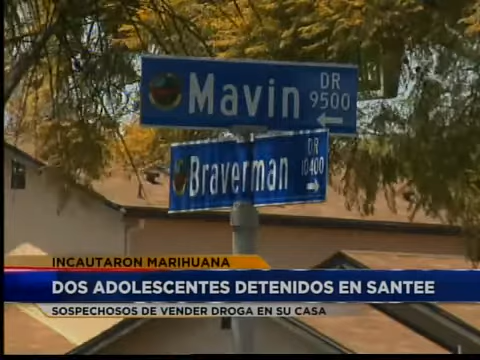 Mavin DR
9500
Braverman DR
10400
INCAUTARON MARIHUANA
DOS ADOLESCENTES DETENIDOS EN SANTEE
SOSPECHOSOS DE VENDER DROGA EN SU CASA